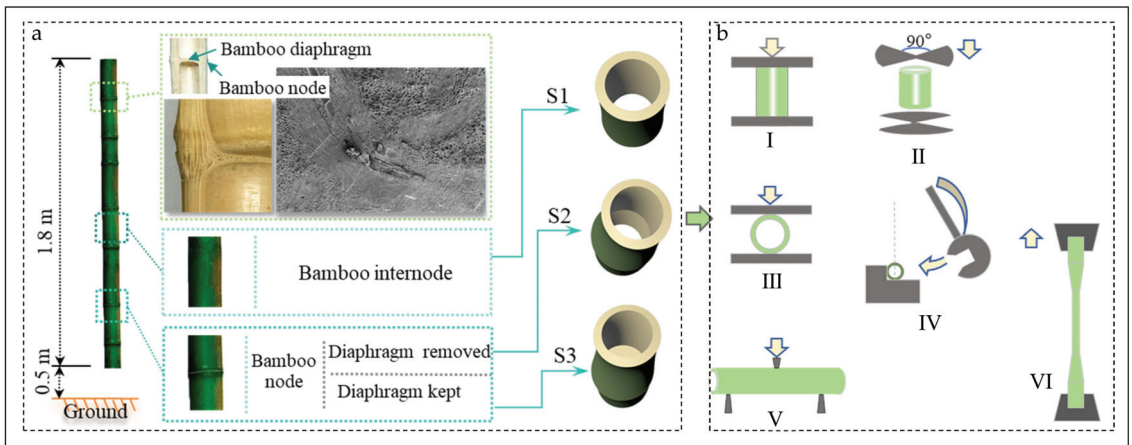 a
Bamboo diaphragm
Bamboo node
1.8 m
0.5 m
Ground
Bamboo internode
Bamboo
node
Diaphragm removed
Diaphragm kept
S1
S2
S3
b
90°
I
II
III
IV
V
VI